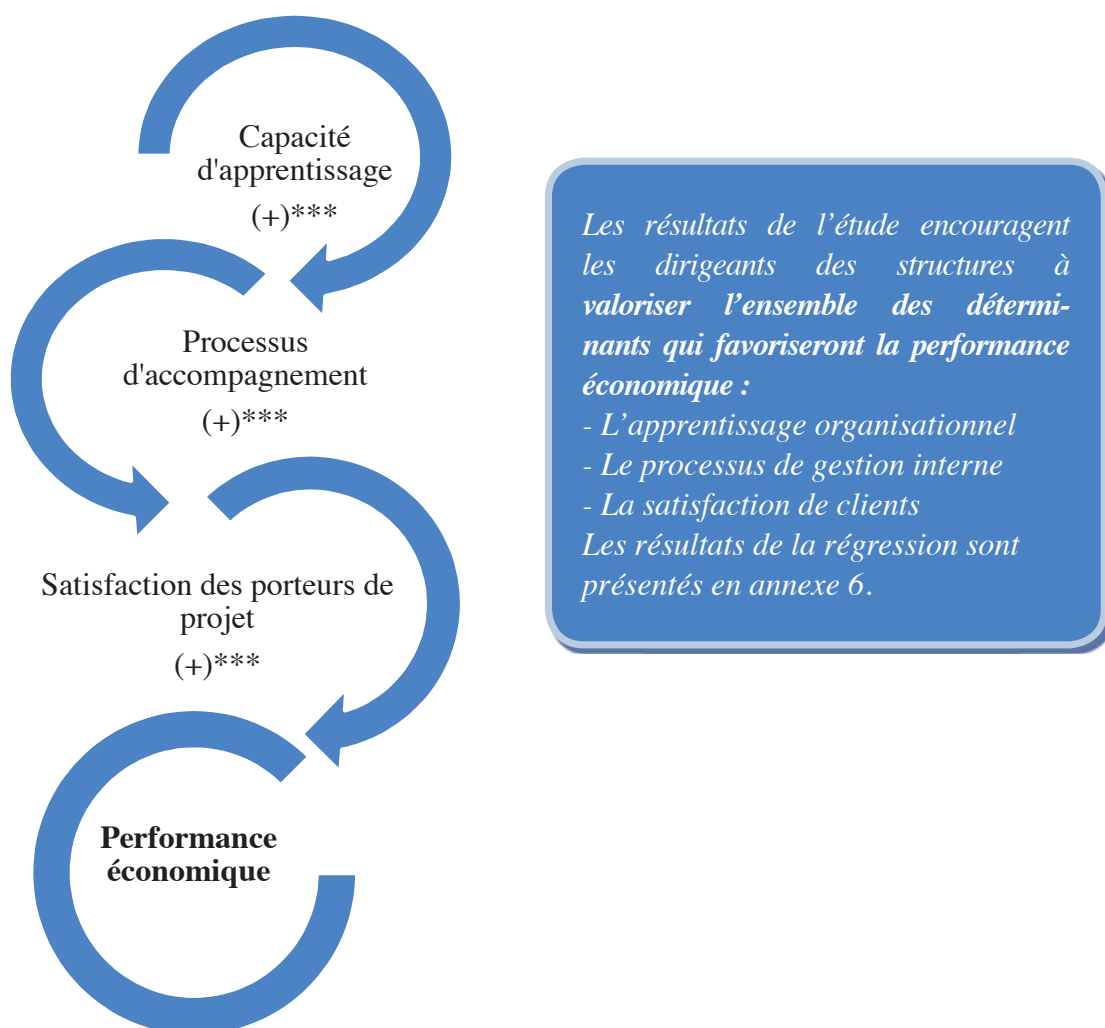 Capacité
d'apprentissage
(+)***
Processus
d'accompagnement
(+)***
Satisfaction des porteurs de
projet
(+)***
Performance
économique
Les résultats de l’étude encouragent
les dirigeants des structures à
valoriser l’ensemble des détermi-
nants qui favoriseront la performance
économique :
- L’apprentissage organisationnel
- Le processus de gestion interne
- La satisfaction de clients
Les résultats de la régression sont
présentés en annexe 6.